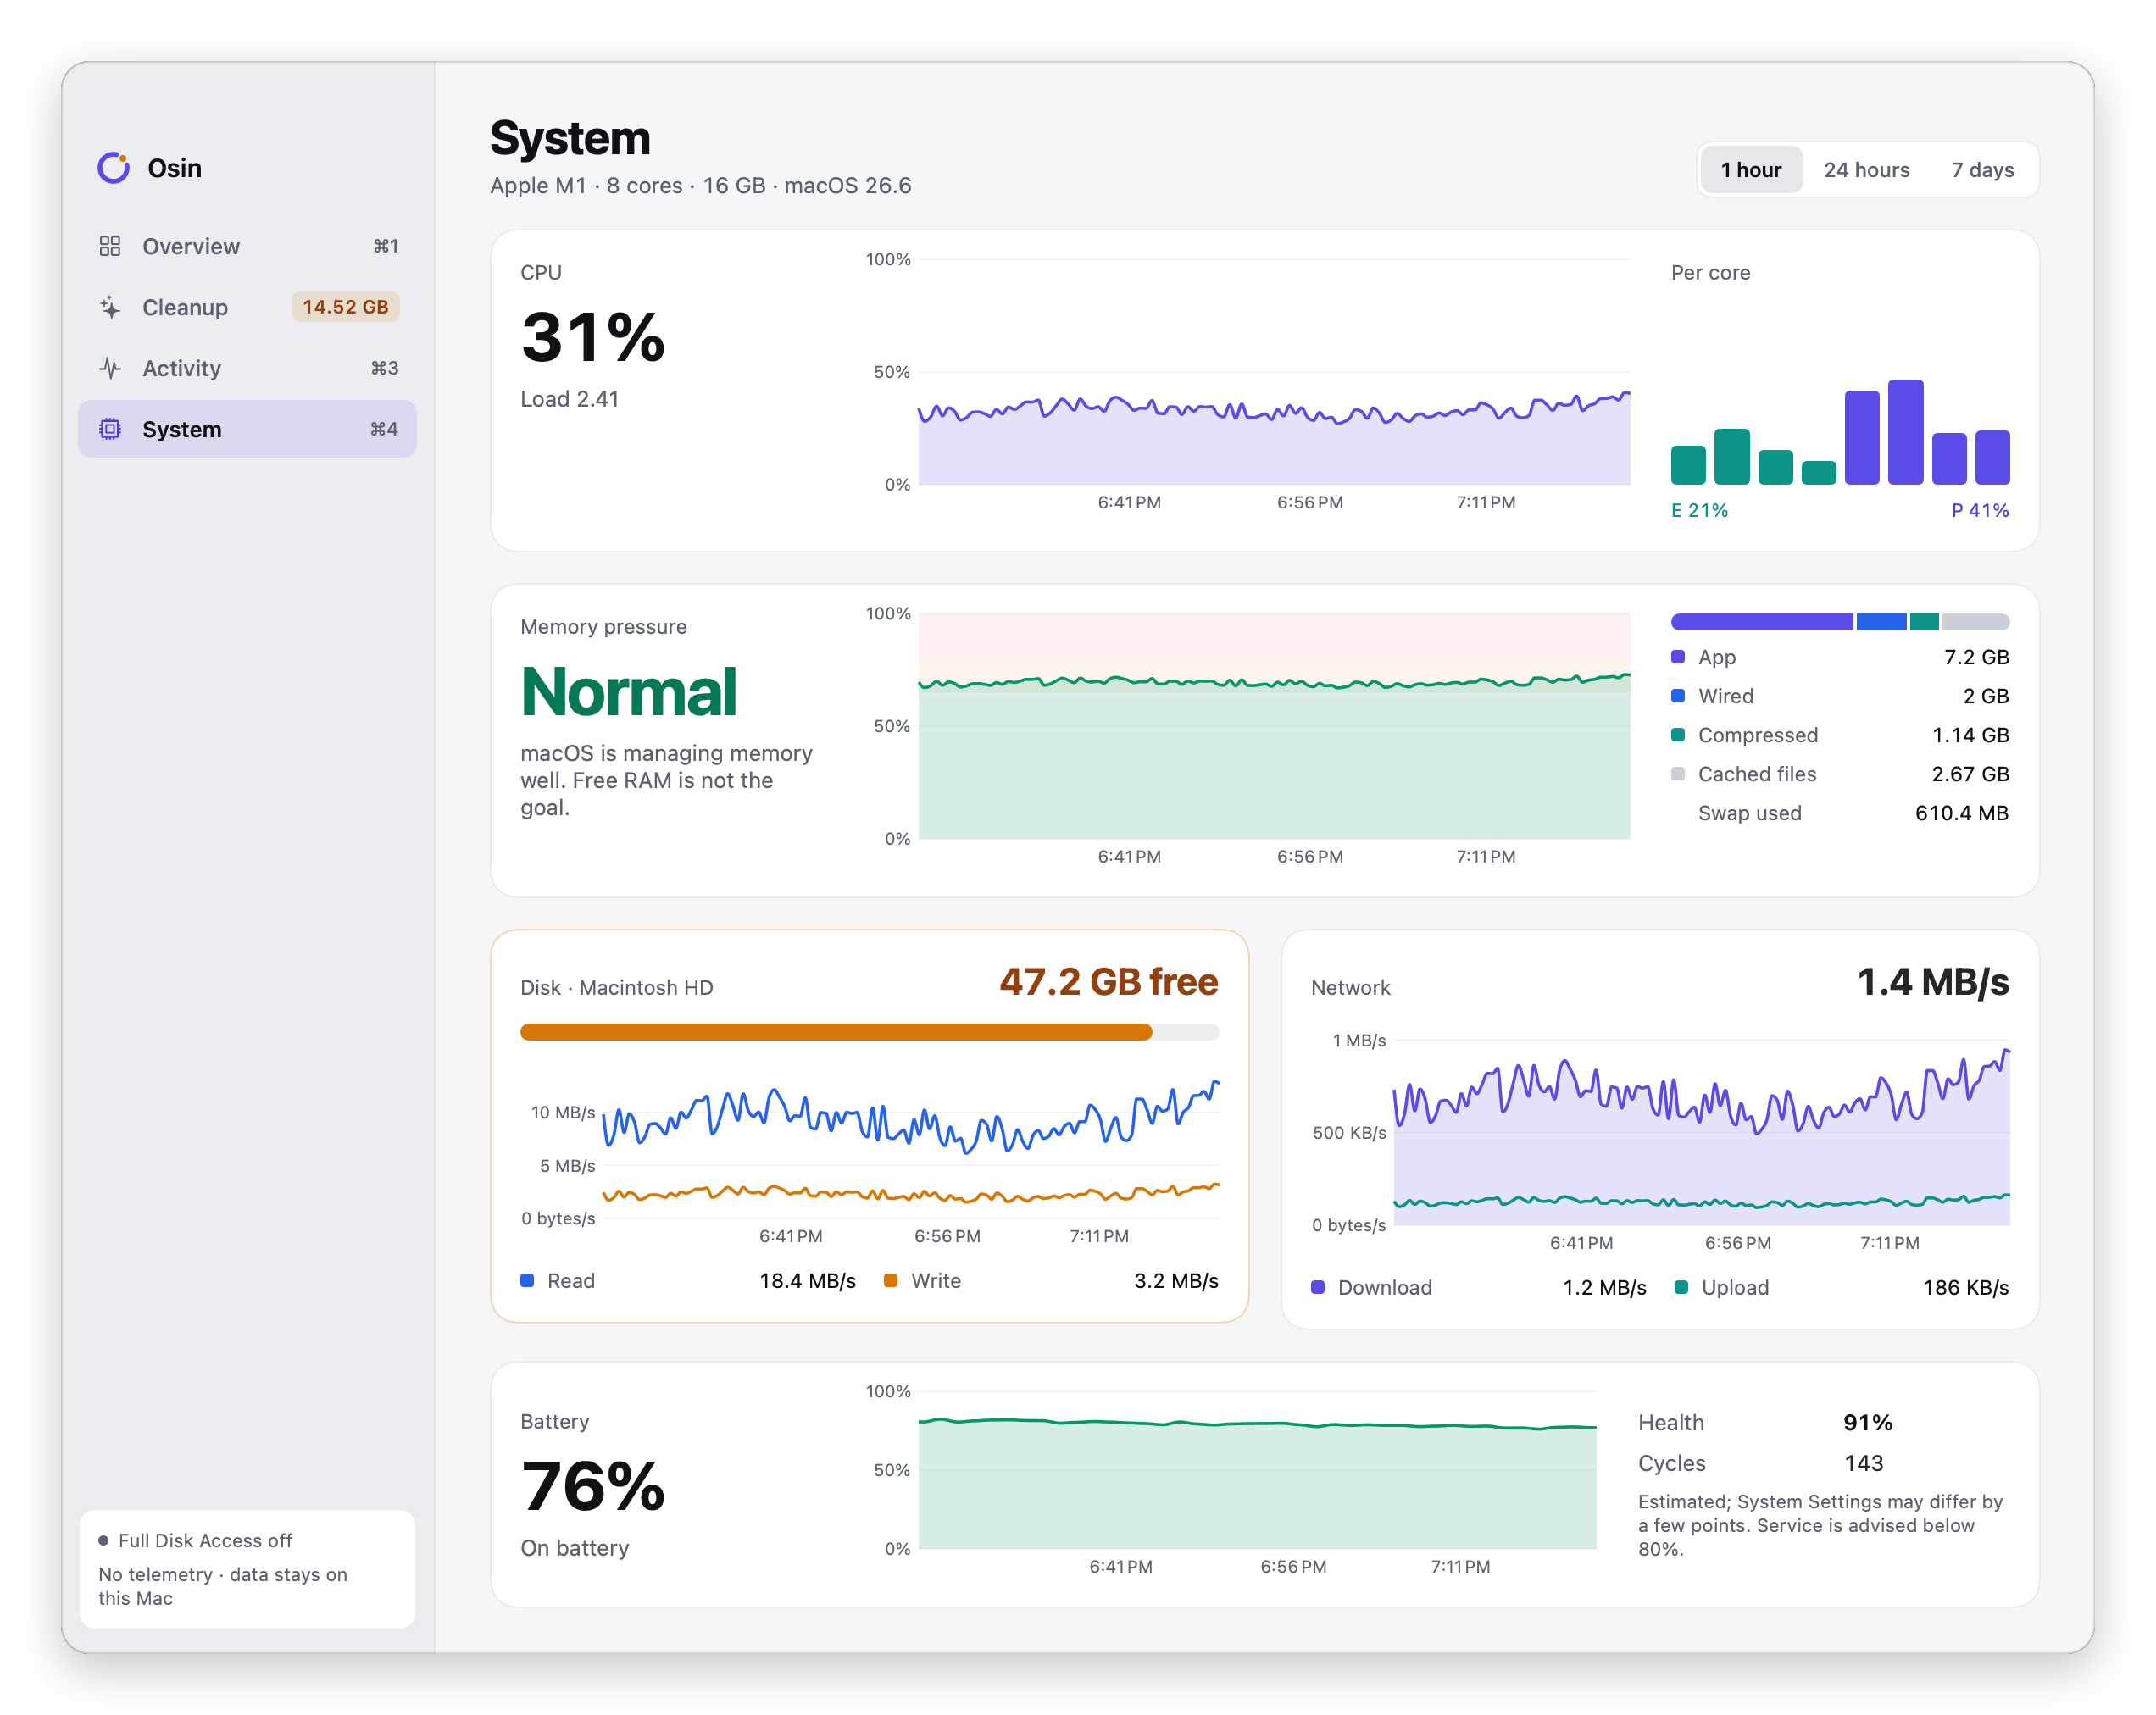 Osin
Overview ⌘1
Cleanup 14.52 GB
Activity ⌘3
System ⌘4
Full Disk Access off
No telemetry · data stays on
this Mac
System
Apple M1 · 8 cores · 16 GB · macOS 26.6
1 hour 24 hours 7 days
CPU
31%
Load 2.41
100%
50%
0%
6:41 PM 6:56 PM 7:11 PM
Per core
E 21% P 41%
Memory pressure
Normal
macOS is managing memory
well. Free RAM is not the
goal.
100%
50%
0%
6:41 PM 6:56 PM 7:11 PM
App 7.2 GB
Wired 2 GB
Compressed 1.14 GB
Cached files 2.67 GB
Swap used 610.4 MB
Disk · Macintosh HD 47.2 GB free
10 MB/s
5 MB/s
0 bytes/s
6:41 PM 6:56 PM 7:11 PM
Read 18.4 MB/s Write 3.2 MB/s
Network 1.4 MB/s
1 MB/s
500 KB/s
0 bytes/s
6:41 PM 6:56 PM 7:11 PM
Download 1.2 MB/s Upload 186 KB/s
Battery
76%
On battery
100%
50%
0%
6:41 PM 6:56 PM 7:11 PM
Health 91%
Cycles 143
Estimated; System Settings may differ by
a few points. Service is advised below
80%.